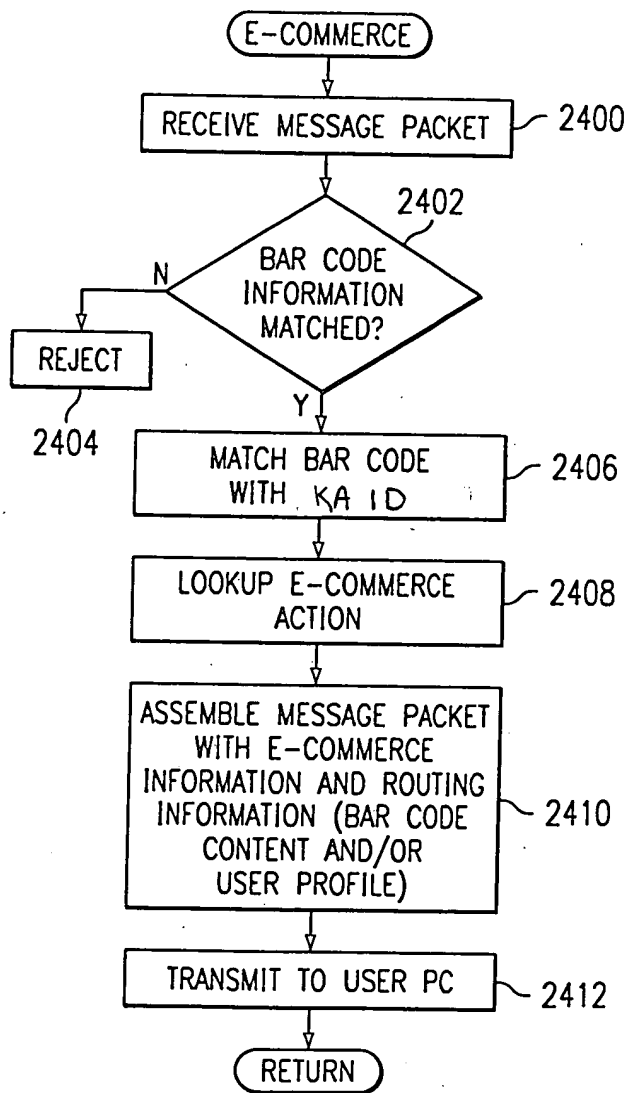 E-COMMERCE
RECEIVE MESSAGE PACKET
2400
2402
BAR CODE
INFORMATION
MATCHED?
N
REJECT
2404
Y
MATCH BAR CODE
WITH KA ID
2406
LOOKUP E-COMMERCE
ACTION
2408
ASSEMBLE MESSAGE PACKET
WITH E-COMMERCE
INFORMATION AND ROUTING
INFORMATION (BAR CODE
CONTENT AND/OR
USER PROFILE)
2410
TRANSMIT TO USER PC
2412
RETURN